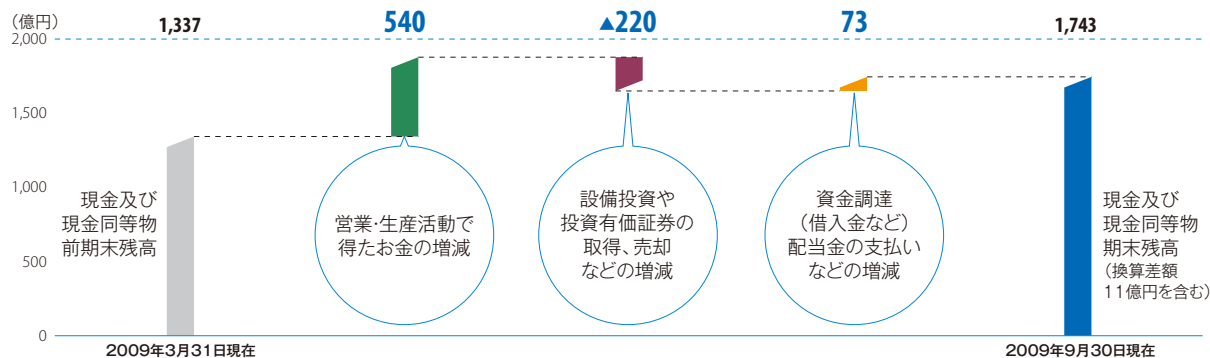 (億円)
1,337
540
▲220
73
1,743
2,000
1,500
1,000
500
0
現金及び
現金同等物
前期末残高
営業・生産活動で
得たお金の増減
設備投資や
投資有価証券の
取得、売却
などの増減
資金調達
(借入金など)
配当金の支払い
などの増減
現金及び
現金同等物
期末残高
(換算差額
11億円を含む)
2009年3月31日現在
2009年9月30日現在